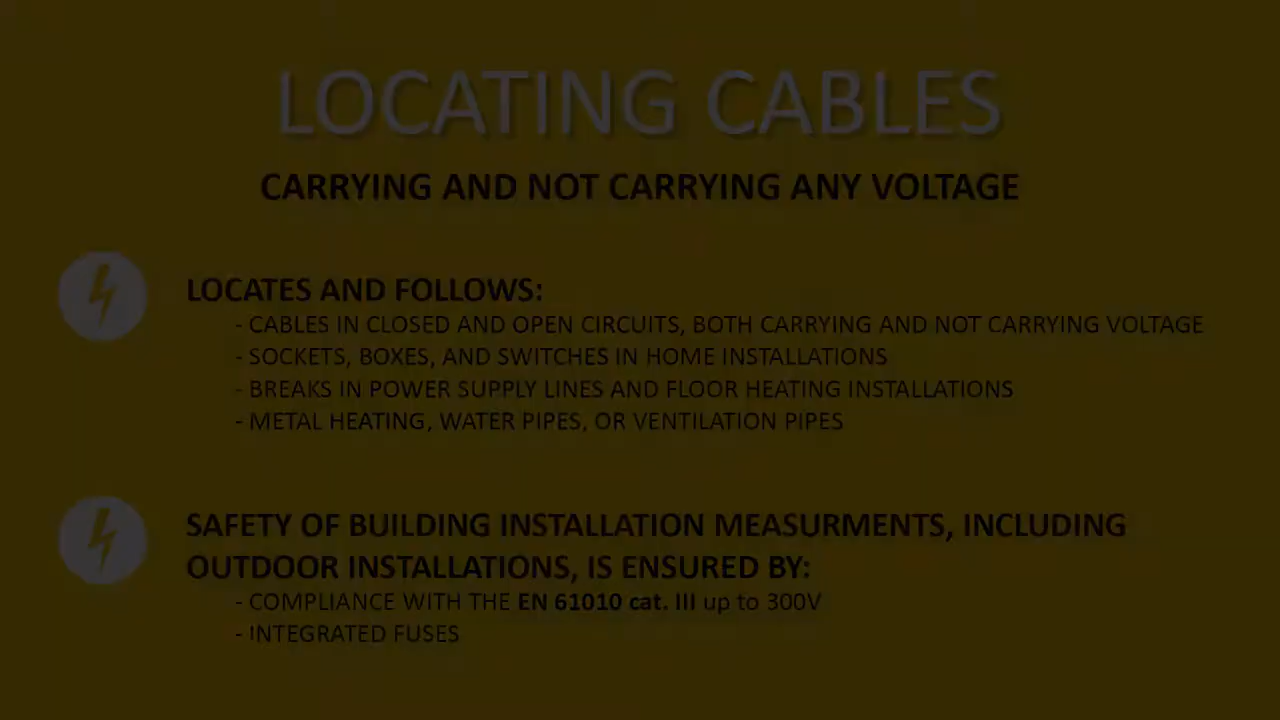 LOCATING CABLES
CARRYING AND NOT CARRYING ANY VOLTAGE
LOCATES AND FOLLOWS:
- CABLES IN CLOSED AND OPEN CIRCUITS, BOTH CARRYING AND NOT CARRYING VOLTAGE
- SOCKETS, BOXES, AND SWITCHES IN HOME INSTALLATIONS
- BREAKS IN POWER SUPPLY LINES AND FLOOR HEATING INSTALLATIONS
- METAL HEATING, WATER PIPES, OR VENTILATION PIPES
SAFETY OF BUILDING INSTALLATION MEASURMENTS, INCLUDING
OUTDOOR INSTALLATIONS, IS ENSURED BY:
- COMPLIANCE WITH THE EN 61010 cat. III up to 300V
- INTEGRATED FUSES